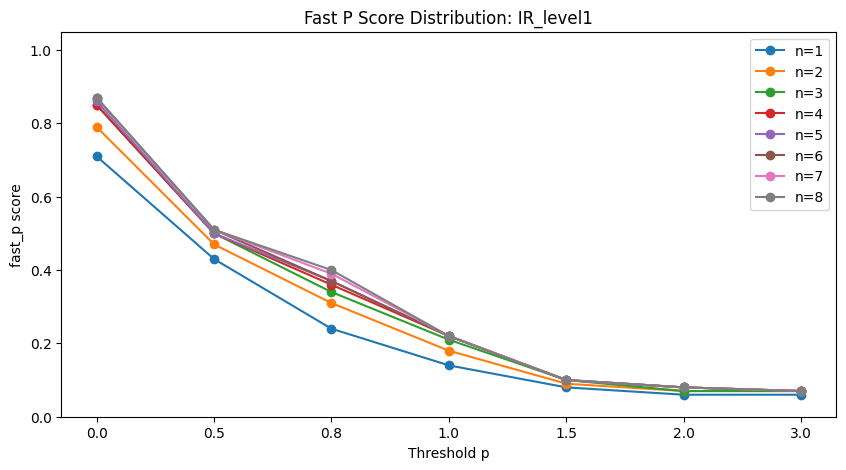 Fast P Score Distribution: IR_level1
fast_p score
1.0
0.8
0.6
0.4
0.2
0.0
n=1
n=2
n=3
n=4
n=5
n=6
n=7
n=8
0.0 0.5 0.8 1.0 1.5 2.0 3.0
Threshold p